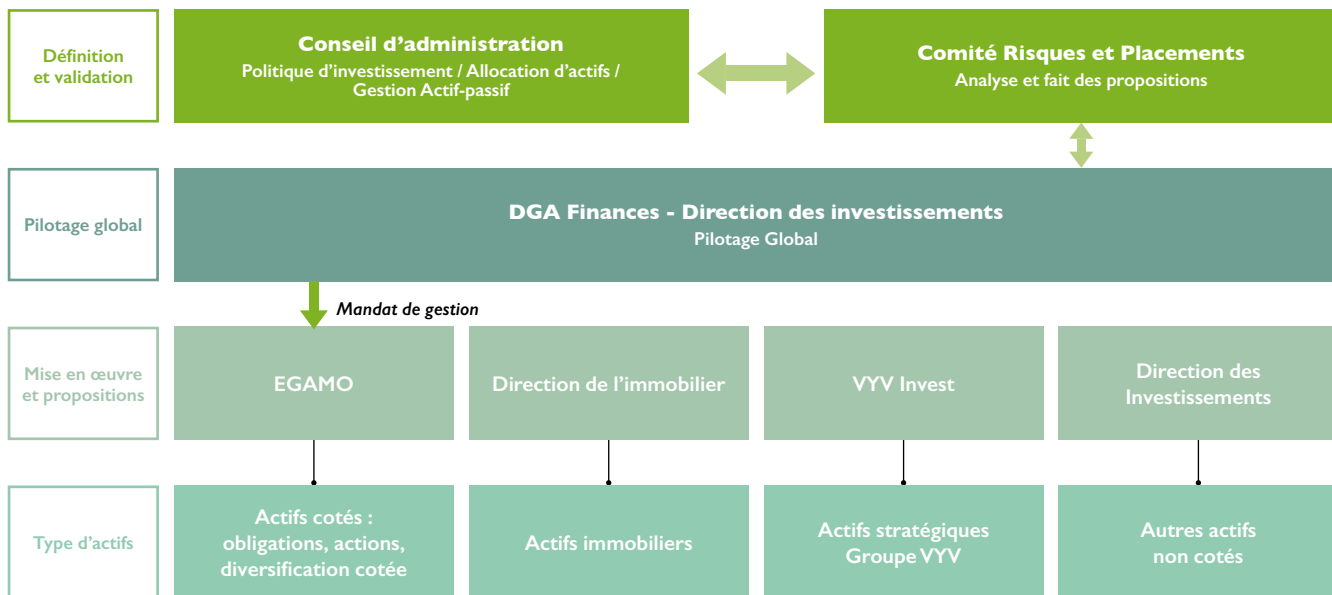 Définition
et validation
Conseil d’administration
Politique d’investissement / Allocation d’actifs /
Gestion Actif-passif
Comité Risques et Placements
Analyse et fait des propositions
Pilotage global
DGA Finances - Direction des investissements
Pilotage Global
Mandat de gestion
Mise en œuvre
et propositions
EGAMO
Direction de l’immobilier
VYV Invest
Direction des
Investissements
Type d’actifs
Actifs cotés :
obligations, actions,
diversification cotée
Actifs immobiliers
Actifs stratégiques
Groupe VYV
Autres actifs
non cotés